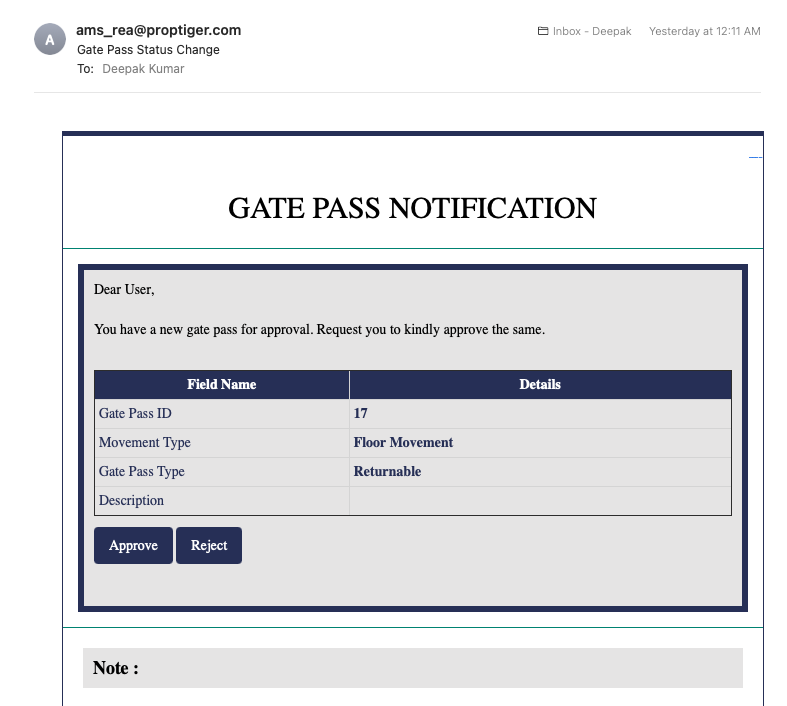 A
ams_rea@proptiger.com
Inbox - Deepak Yesterday at 12:11 AM
Gate Pass Status Change
To: Deepak Kumar
GATE PASS NOTIFICATION
Dear User,
You have a new gate pass for approval. Request you to kindly approve the same.
Field Name Details
Gate Pass ID 17
Movement Type Floor Movement
Gate Pass Type Returnable
Description
Approve Reject
Note :